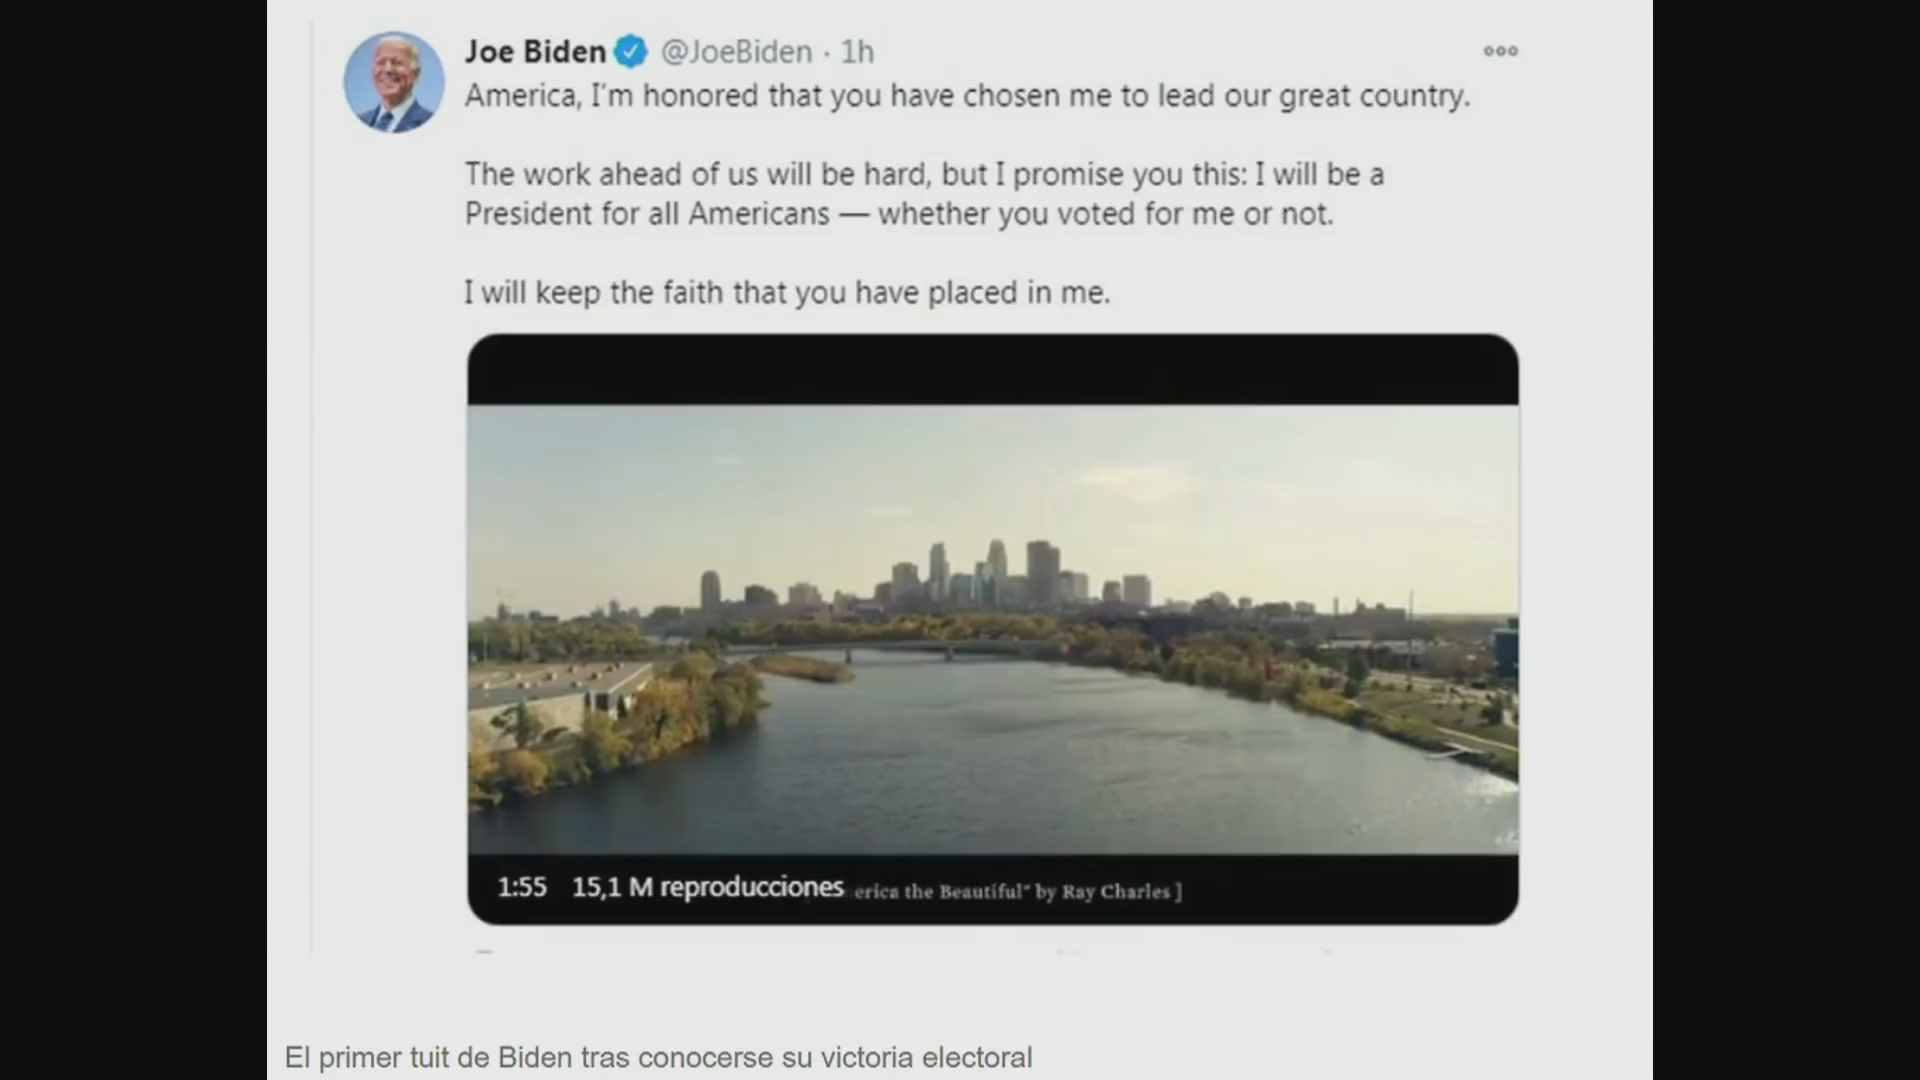 Joe Biden @JoeBiden · 1h
America, I'm honored that you have chosen me to lead our great country.
The work ahead of us will be hard, but I promise you this: I will be a
President for all Americans — whether you voted for me or not.
I will keep the faith that you have placed in me.
1:55 15,1 M reproducciones erica the Beautiful" by Ray Charles ]
El primer tuit de Biden tras conocerse su victoria electoral